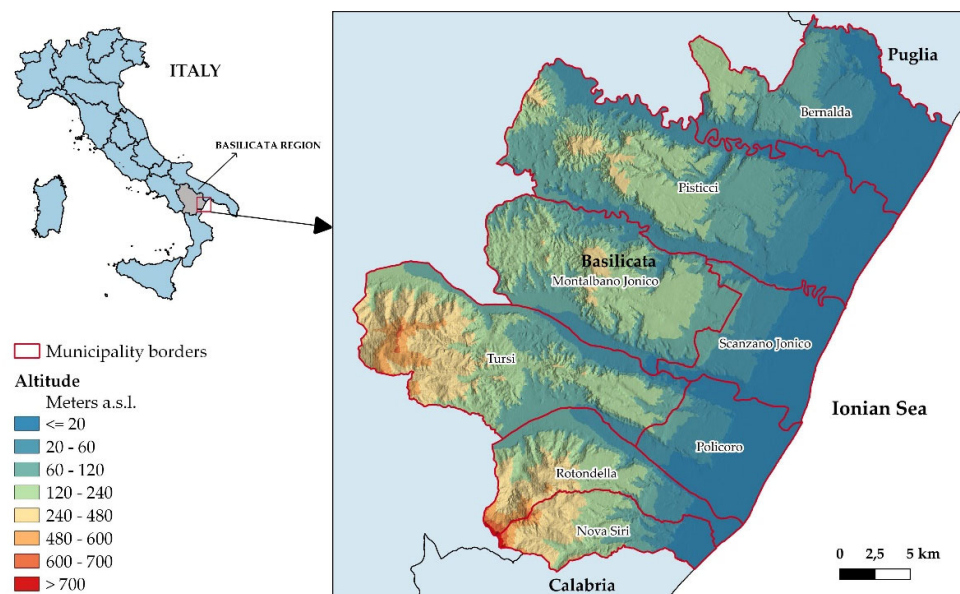 ITALY
BASILICATA REGION
Municipality borders
Altitude
Meters a.s.l.
<= 20
20 - 60
60 - 120
120 - 240
240 - 480
480 - 600
600 - 700
> 700
Puglia
Bernalda
Pisticci
Basilicata
Montalbano Jonico
Scanzano Jonico
Tursi
Ionian Sea
Policoro
Rotondella
Nova Siri
Calabria
0 2,5 5 km